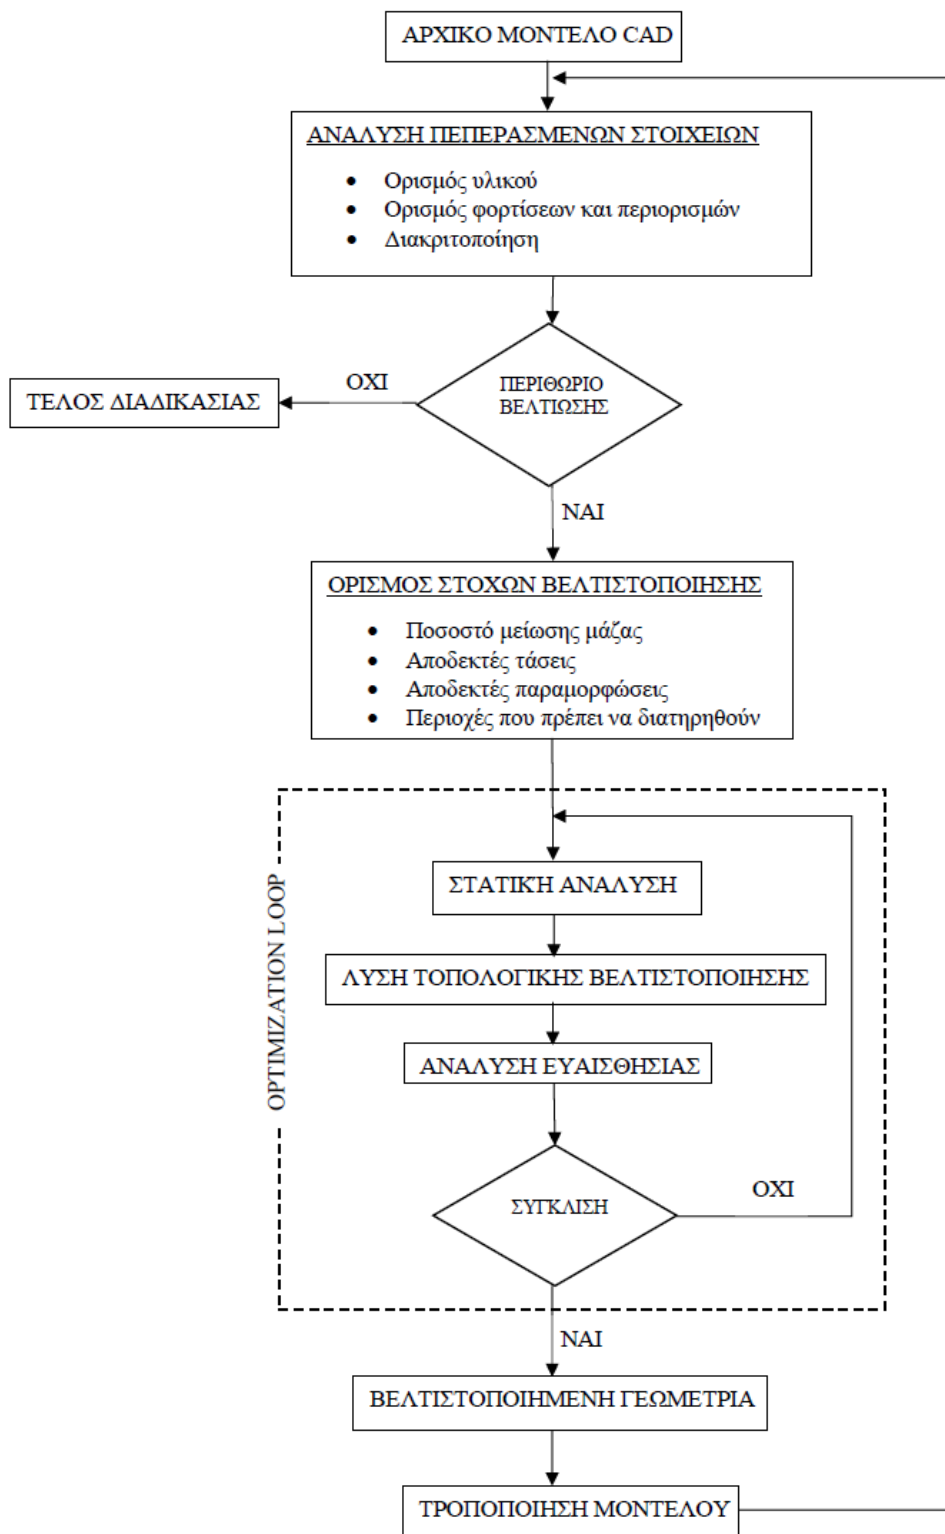 ΑΡΧΙΚΟ ΜΟΝΤΕΛΟ CAD
ΑΝΑΛΥΣΗ ΠΕΠΕΡΑΣΜΕΝΩΝ ΣΤΟΙΧΕΙΩΝ
• Ορισμός υλικού
• Ορισμός φορτίσεων και περιορισμών
• Διακριτοποίηση
ΠΕΡΙΘΩΡΙΟ
ΒΕΛΤΙΩΣΗΣ
ΟΧΙ
ΤΕΛΟΣ ΔΙΑΔΙΚΑΣΙΑΣ
ΝΑΙ
ΟΡΙΣΜΟΣ ΣΤΟΧΩΝ ΒΕΛΤΙΣΤΟΠΟΙΗΣΗΣ
• Ποσοστό μείωσης μάζας
• Αποδεκτές τάσεις
• Αποδεκτές παραμορφώσεις
• Περιοχές που πρέπει να διατηρηθούν
OPTIMIZATION LOOP
ΣΤΑΤΙΚΉ ΑΝΑΛΥΣΗ
ΛΥΣΗ ΤΟΠΟΛΟΓΙΚΗΣ ΒΕΛΤΙΣΤΟΠΟΙΗΣΗΣ
ΑΝΑΛΥΣΗ ΕΥΑΙΣΘΗΣΙΑΣ
ΣΥΓΚΛΙΣΗ
ΟΧΙ
ΝΑΙ
ΒΕΛΤΙΣΤΟΠΟΙΗΜΕΝΗ ΓΕΩΜΕΤΡΙΑ
ΤΡΟΠΟΠΟΙΗΣΗ ΜΟΝΤΕΛΟΥ